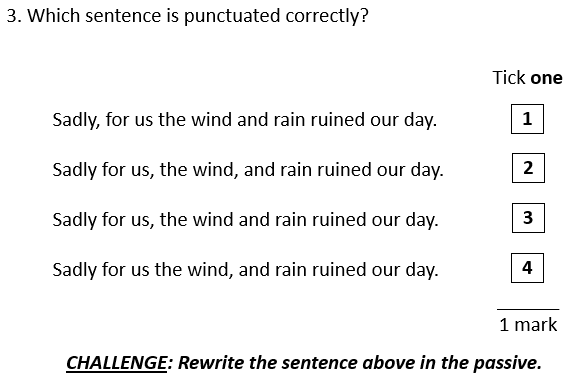 3. Which sentence is punctuated correctly?
Tick one
Sadly, for us the wind and rain ruined our day. 1
Sadly for us, the wind, and rain ruined our day. 2
Sadly for us, the wind and rain ruined our day. 3
Sadly for us the wind, and rain ruined our day. 4
1 mark
CHALLENGE: Rewrite the sentence above in the passive.